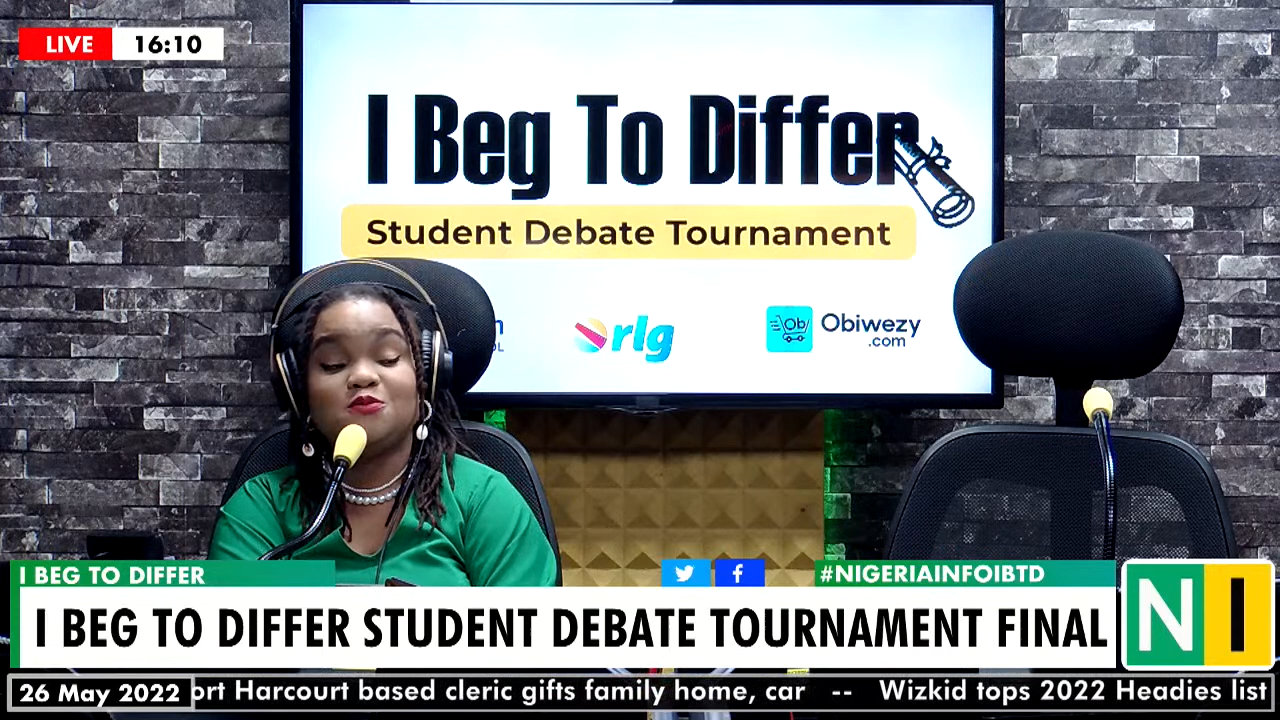 LIVE 16:10
I Beg To Differ
Student Debate Tournament
rlg
Ob
Obiwezy
.com
I BEG TO DIFFER
#NIGERIAINFOIBTD
I BEG TO DIFFER STUDENT DEBATE TOURNAMENT FINAL
NI
26 May 2022 ort Harcourt based cleric gifts family home, car -- Wizkid tops 2022 Headies list